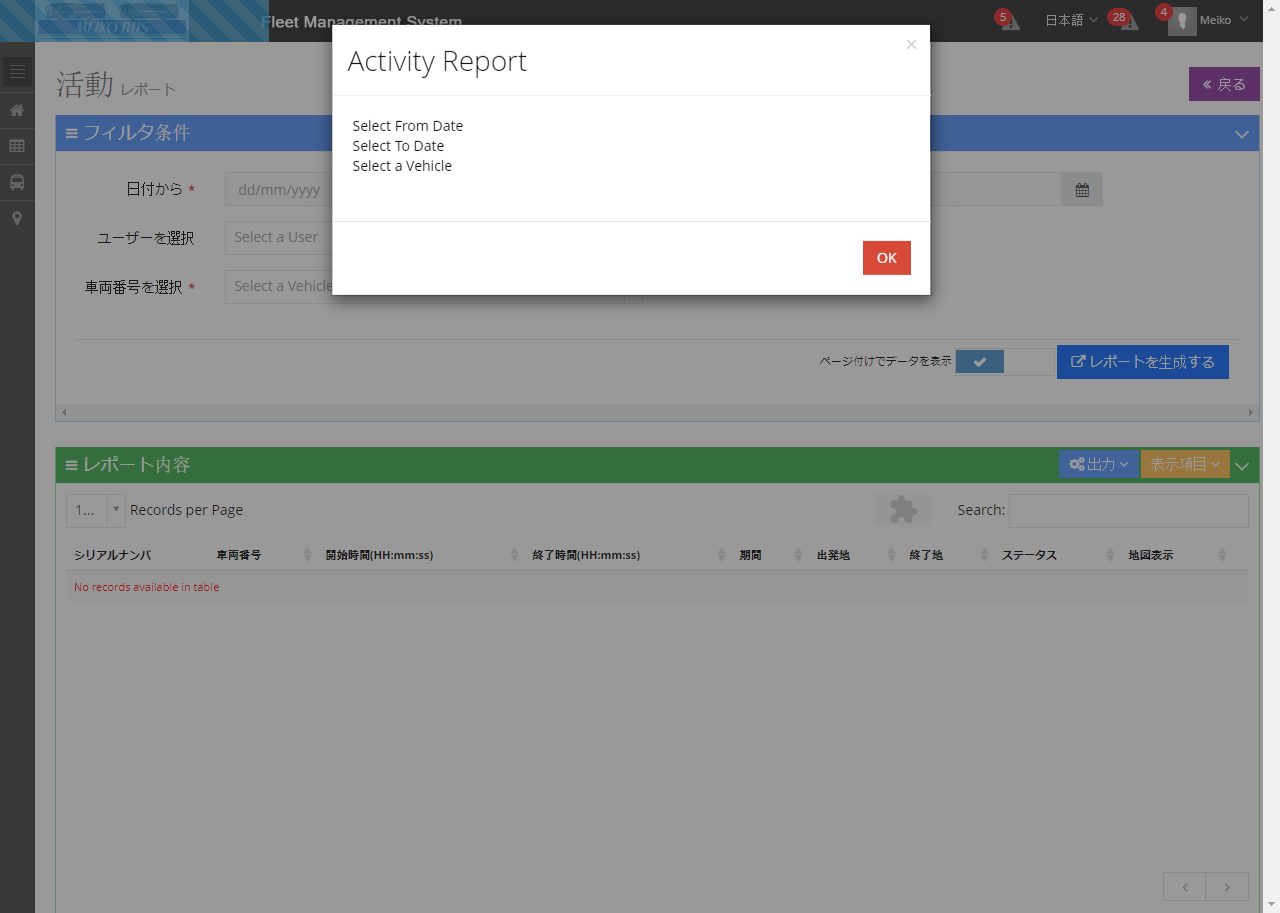 MEIKO BUS
Fleet Management System
5
日本語
28
4
Meiko
Activity Report
×
Select From Date
Select To Date
Select a Vehicle
OK
活動 レポート
戻る
フィルタ条件
日付から *
dd/mm/yyyy
ユーザーを選択
Select a User
車両番号を選択 *
Select a Vehicle
ページ付けでデータを表示
レポートを生成する
レポート内容
出力
表示項目
1...
Records per Page
Search:
シリアルナンバ 車両番号 開始時間(HH:mm:ss) 終了時間(HH:mm:ss) 期間 出発地 終了地 ステータス 地図表示
No records available in table